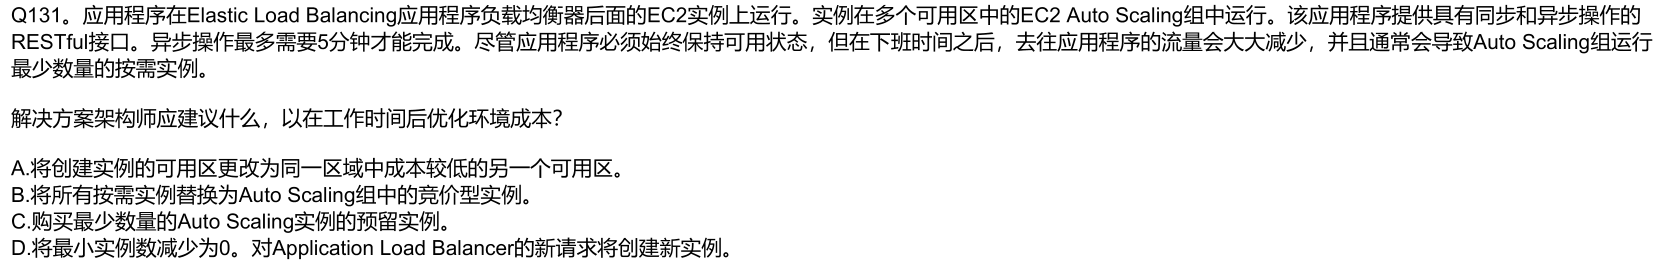 Q131。应用程序在Elastic Load Balancing应用程序负载均衡器后面的EC2实例上运行。实例在多个可用区中的EC2 Auto Scaling组中运行。该应用程序提供具有同步和异步操作的
RESTful接口。异步操作最多需要5分钟才能完成。尽管应用程序必须始终保持可用状态，但在下班时间之后，去往应用程序的流量会大大减少，并且通常会导致Auto Scaling组运行
最少数量的按需实例。
解决方案架构师应建议什么，以在工作时间后优化环境成本？
A.将创建实例的可用区更改为同一区域中成本较低的另一个可用区。
B.将所有按需实例替换为Auto Scaling组中的竞价型实例。
C.购买最少数量的Auto Scaling实例的预留实例。
D.将最小实例数减少为0。对Application Load Balancer的新请求将创建新实例。